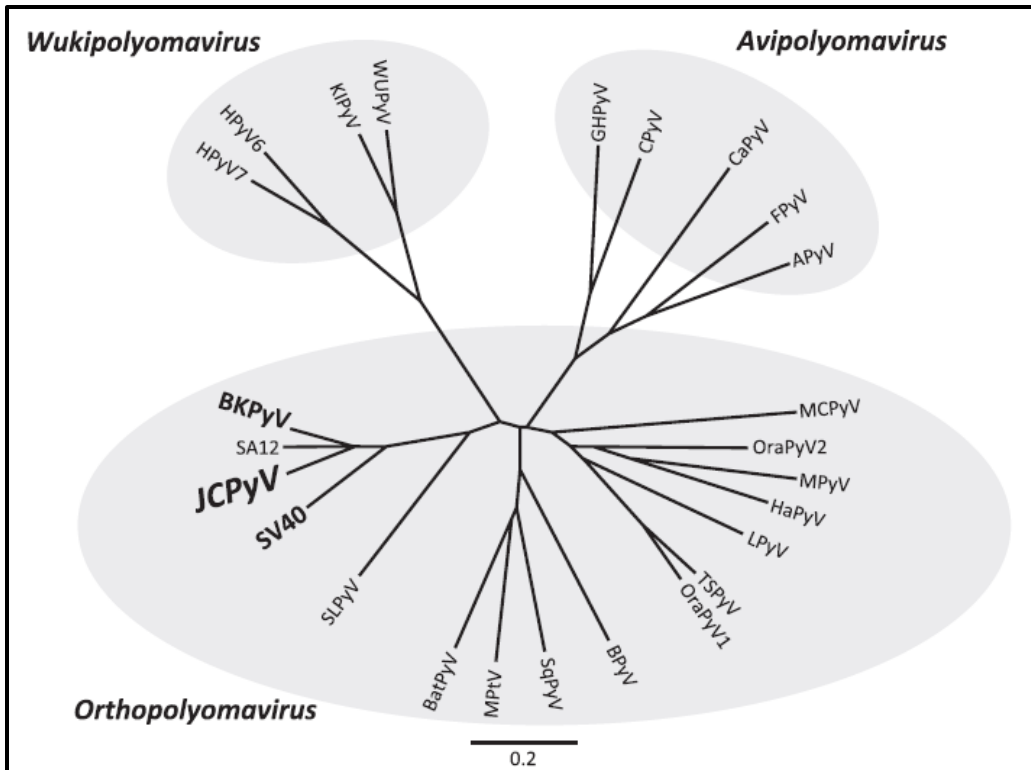 Wukipolyomavirus
Avipolyomavirus
HPyV7
HPyV6
KIPyV
WUPyV
GHPyV
CPyV
CaPyV
FPyV
APyV
BKPyV
SA12
JCPyV
SV40
SLPyV
BatPyV
MPtV
SqPyV
BPyV
OraPyV1
TSPyV
LPyV
HaPyV
MPyV
OraPyV2
MCPyV
Orthopolyomavirus
0.2